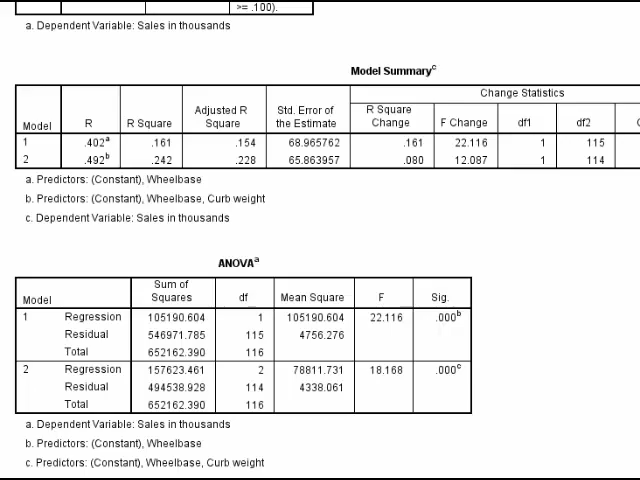 >= .100).
a. Dependent Variable: Sales in thousands
Model Summaryc
Change Statistics
Model R R Square Adjusted R Square Std. Error of the Estimate R Square Change F Change df1 df2
1 .402a .161 .154 68.965762 .161 22.116 1 115
2 .492b .242 .228 65.863957 .080 12.087 1 114
a. Predictors: (Constant), Wheelbase
b. Predictors: (Constant), Wheelbase, Curb weight
c. Dependent Variable: Sales in thousands
ANOVAa
Model Sum of Squares df Mean Square F Sig.
1 Regression 105190.604 1 105190.604 22.116 .000b
Residual 546971.785 115 4756.276
Total 652162.390 116
2 Regression 157623.461 2 78811.731 18.168 .000c
Residual 494538.928 114 4338.061
Total 652162.390 116
a. Dependent Variable: Sales in thousands
b. Predictors: (Constant), Wheelbase
c. Predictors: (Constant), Wheelbase, Curb weight